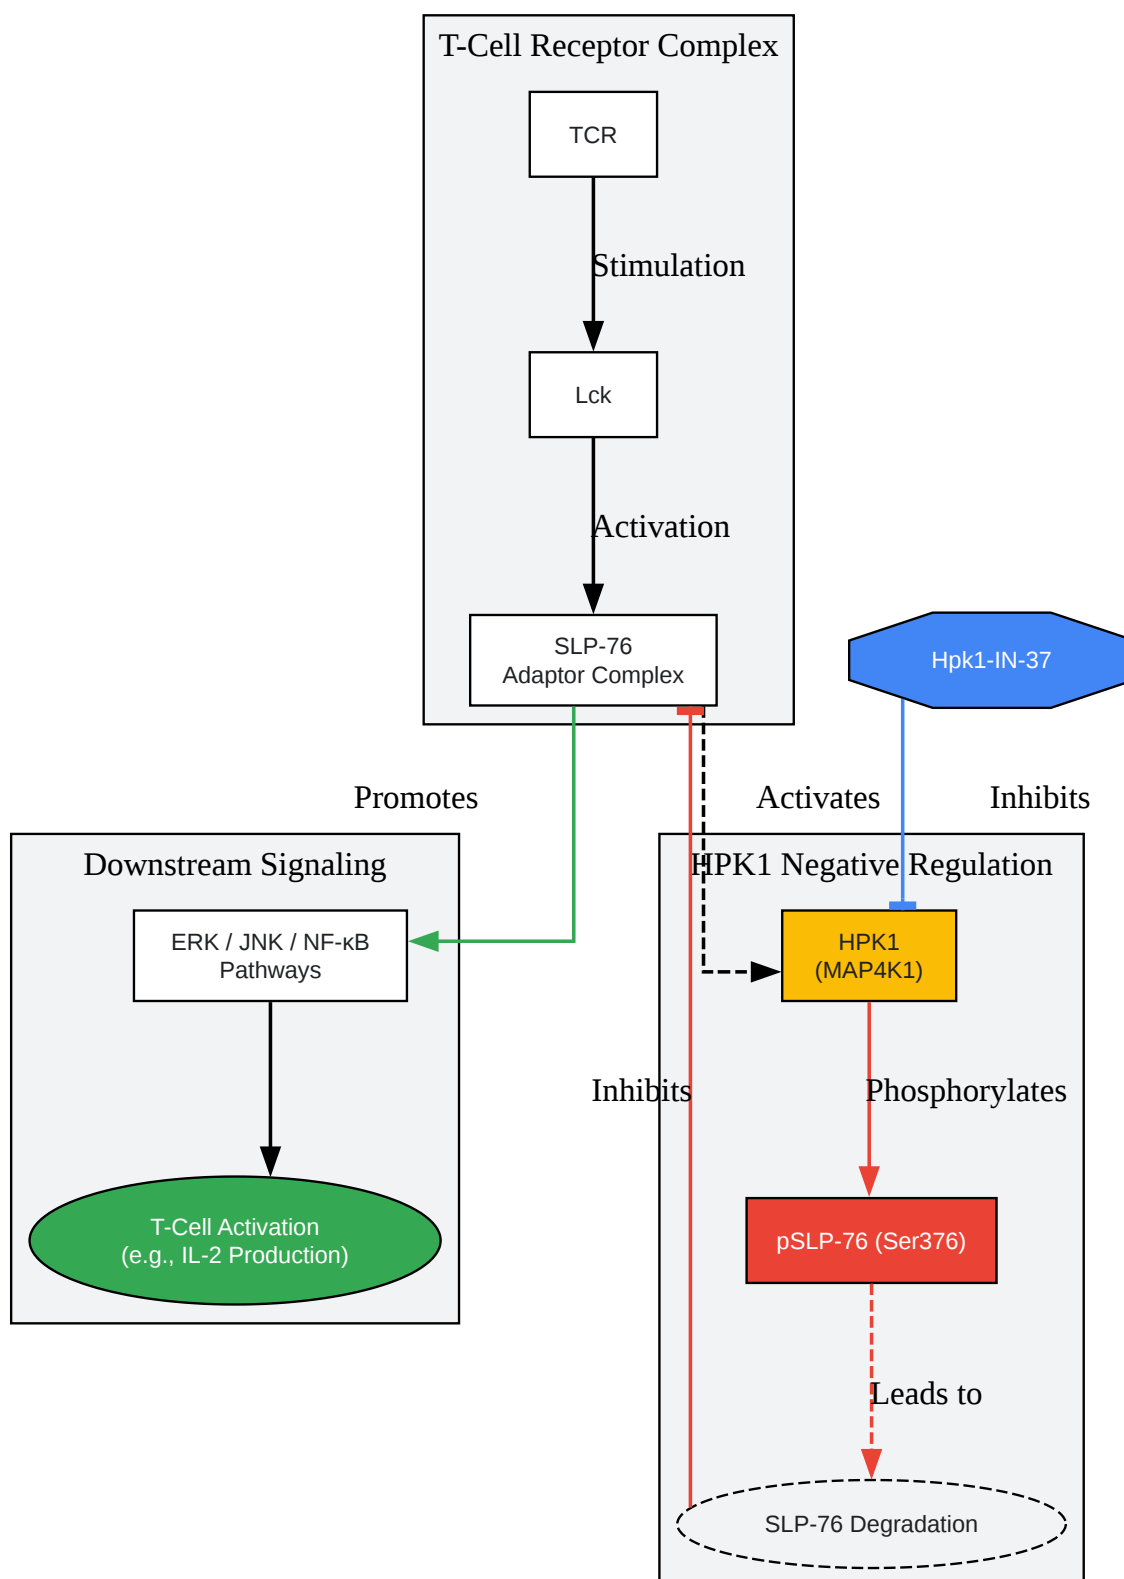 T-Cell Receptor Complex
TCR
Stimulation
Lck
Activation
SLP-76
Adaptor Complex
Hpk1-IN-37
Promotes
Activates
Inhibits
Downstream Signaling
HPK1 Negative Regulation
ERK / JNK / NF-κB
Pathways
HPK1
(MAP4K1)
Inhibits
Phosphorylates
T-Cell Activation
(e.g., IL-2 Production)
pSLP-76 (Ser376)
Leads to
SLP-76 Degradation